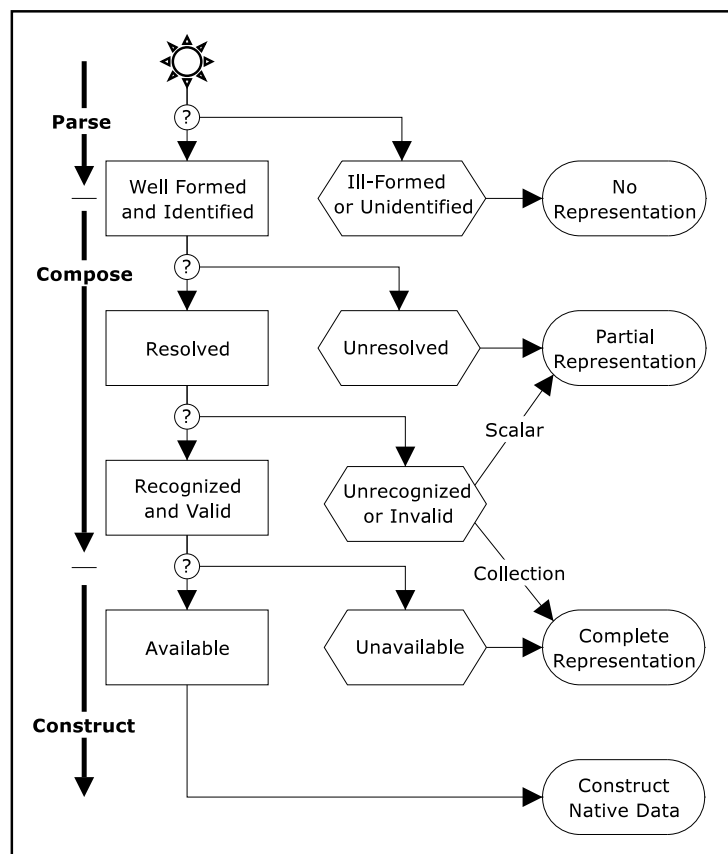 Parse
?
Well Formed
and Identified
Ill-Formed
or Unidentified
No
Representation
Compose
?
Resolved
Unresolved
Partial
Representation
?
Scalar
Recognized
and Valid
Unrecognized
or Invalid
?
Collection
Available
Unavailable
Complete
Representation
Construct
Construct
Native Data